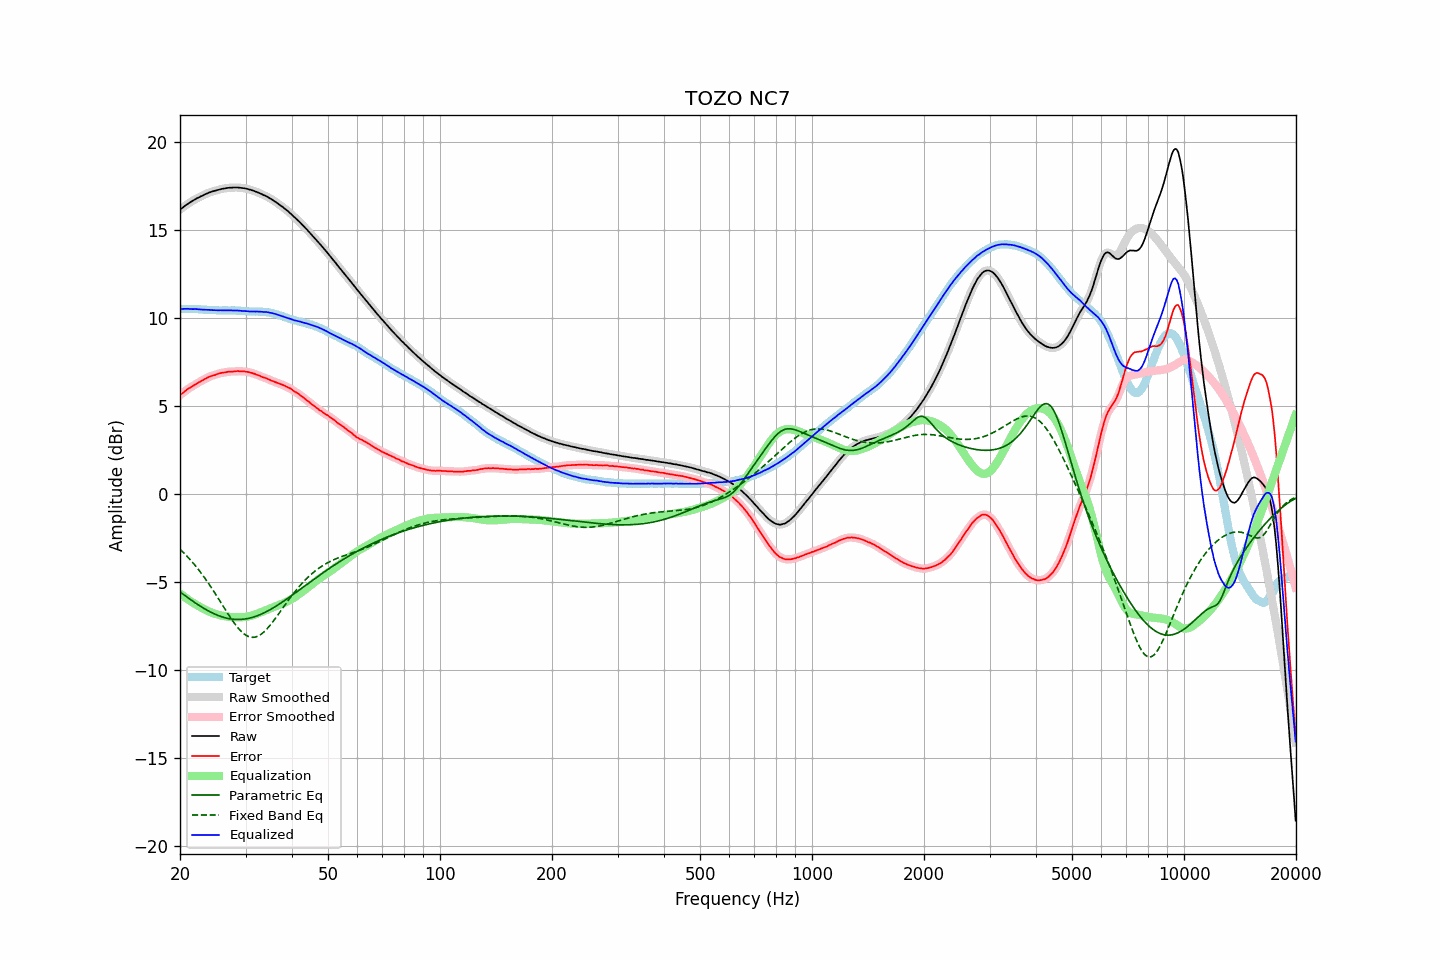 TOZO NC7
Amplitude (dBr)
20
15
10
5
0
−5
−10
−15
−20
Target
Raw Smoothed
Error Smoothed
Raw
Error
Equalization
Parametric Eq
Fixed Band Eq
Equalized
20 50 100 200 500 1000 2000 5000 10000 20000
Frequency (Hz)